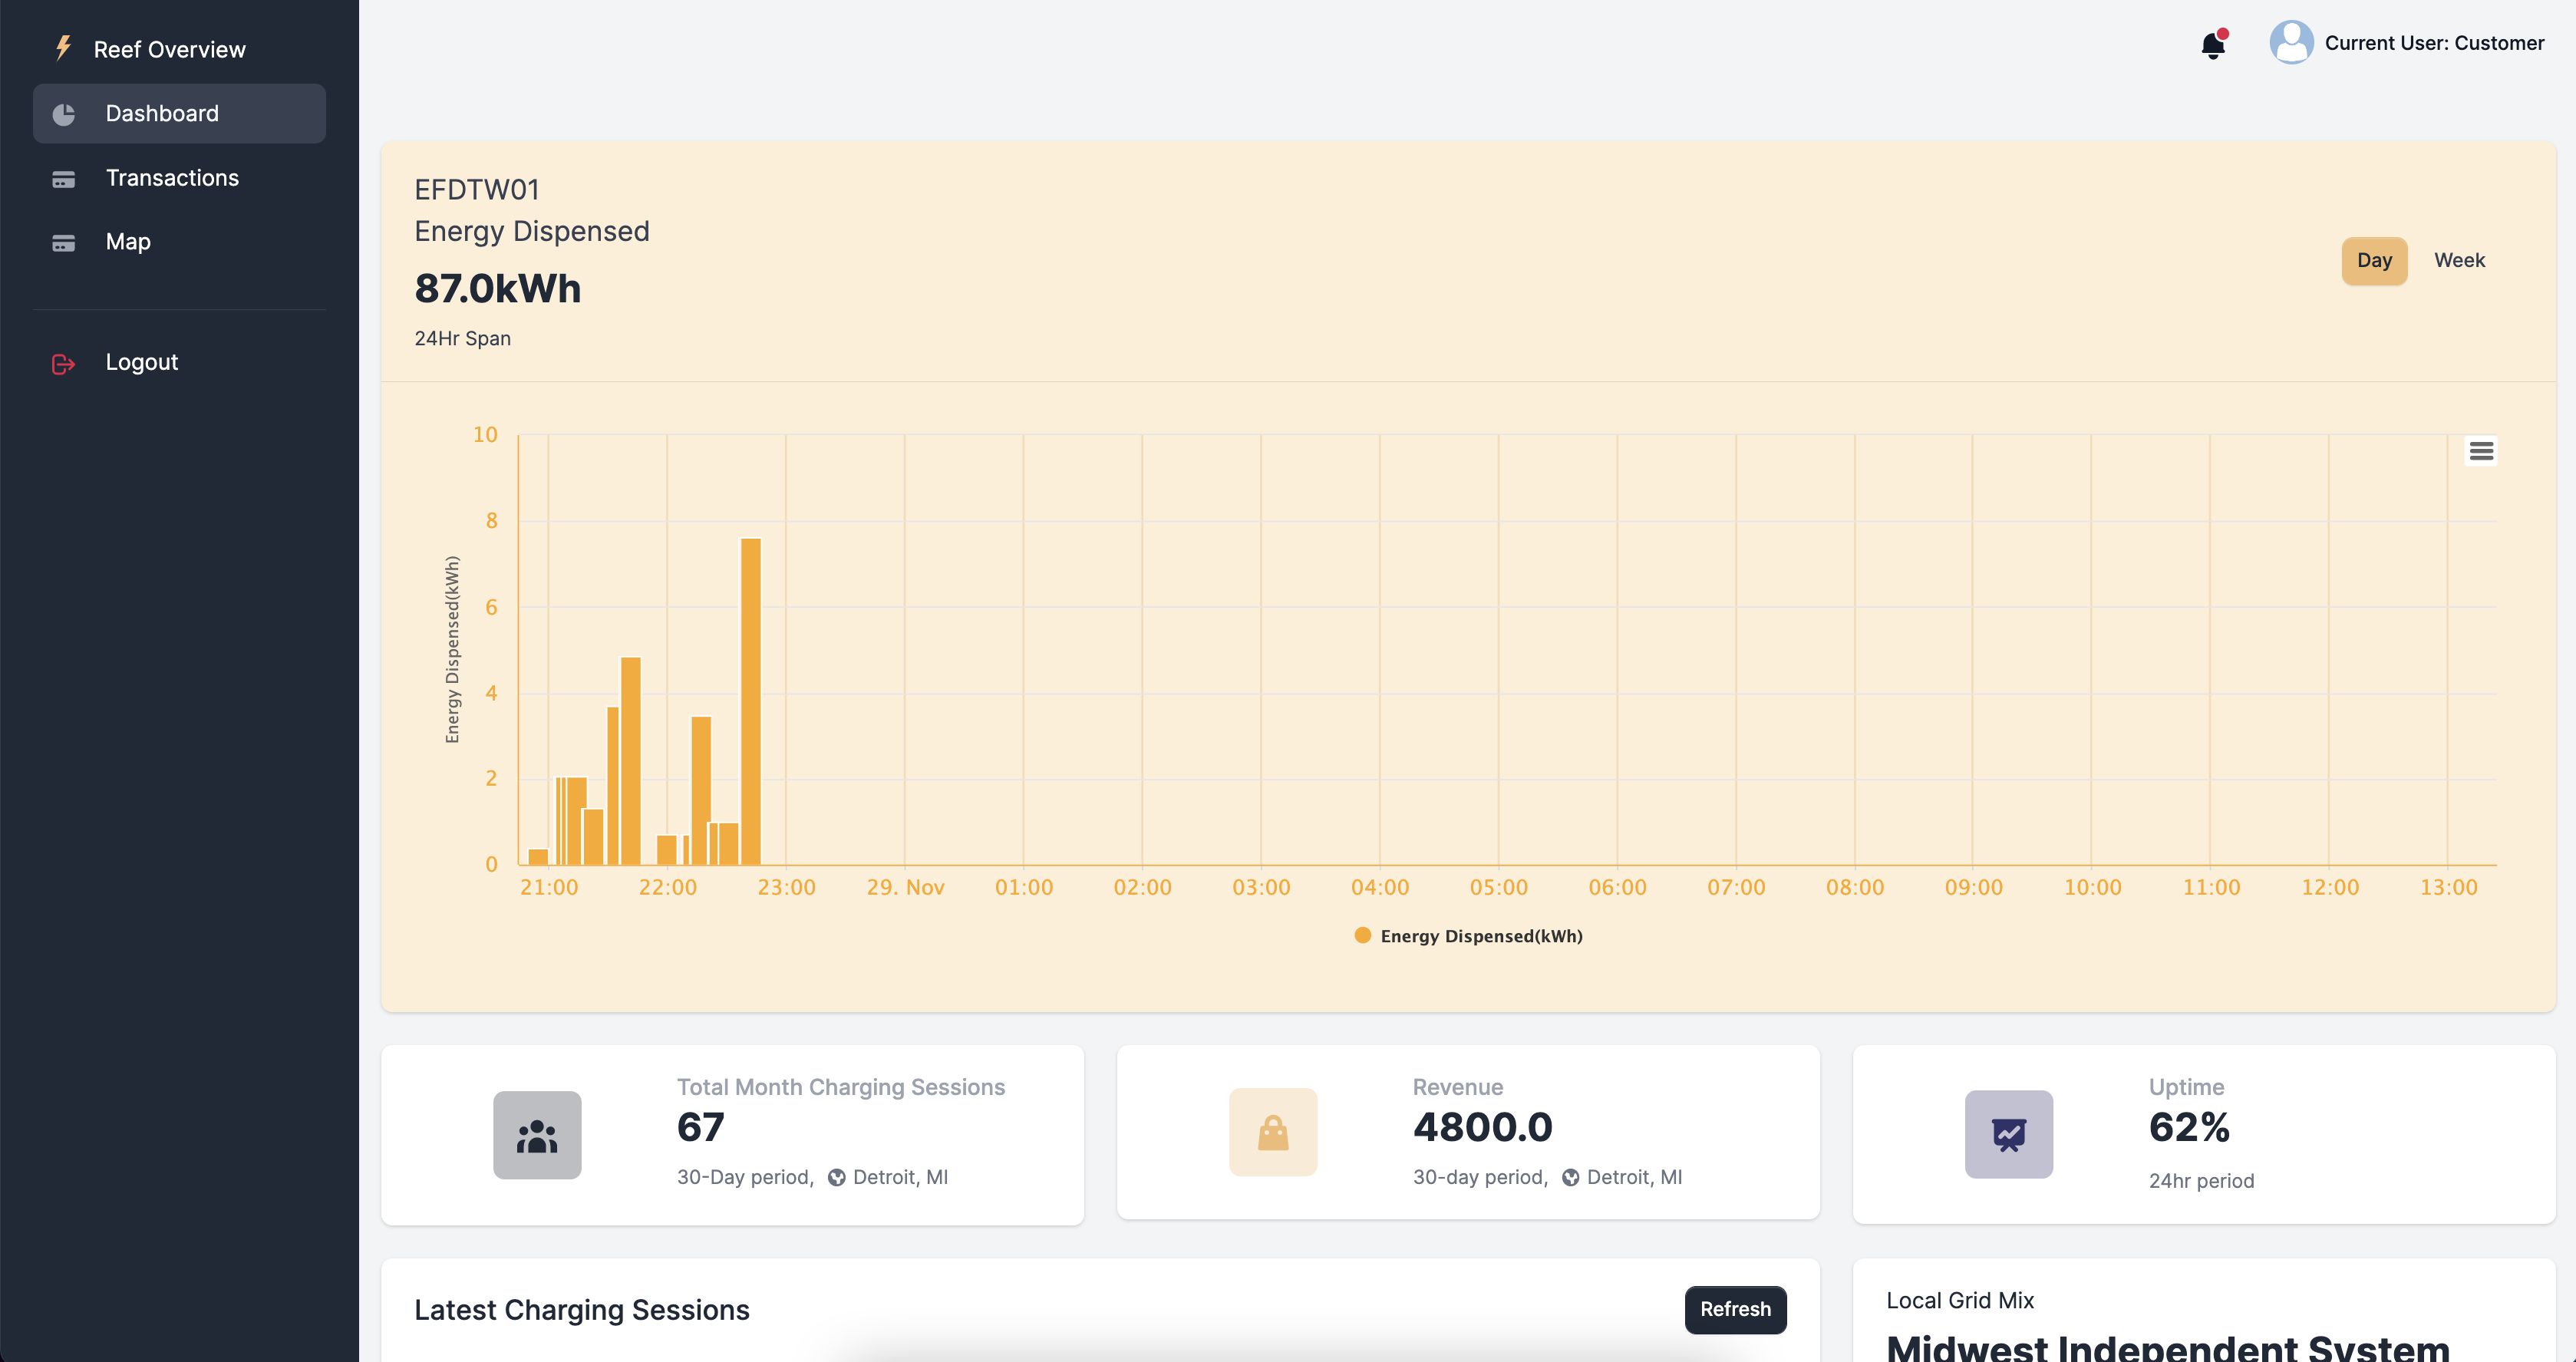 Reef Overview
Dashboard
Transactions
Map
Logout
Current User: Customer
EFDTW01
Energy Dispensed
87.0kWh
24Hr Span
Day
Week
Energy Dispensed(kWh)
10
8
6
4
2
0
21:00 22:00 23:00 29. Nov 01:00 02:00 03:00 04:00 05:00 06:00 07:00 08:00 09:00 10:00 11:00 12:00 13:00
Energy Dispensed(kWh)
Total Month Charging Sessions
67
30-Day period, Detroit, MI
Revenue
4800.0
30-day period, Detroit, MI
Uptime
62%
24hr period
Latest Charging Sessions
Refresh
Local Grid Mix
Midwest Independent System